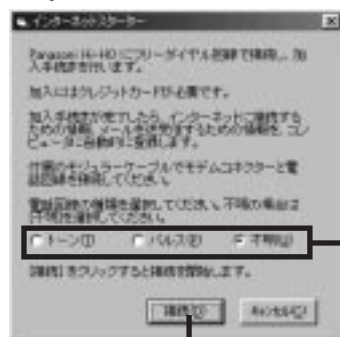 インターネットスターター
Panasonic Hi-HO にフリーダイヤル回線で接続し、加
入手続きを行います。
加入にはクレジットカードが必要です。
加入手続きが完了したら、インターネットに接続する
ための情報、メールを送受信するための情報を、コン
ピューターに自動的に登録します。
付属のモジュラーケーブルでモデムコネクターと電
話回線を接続してください。
電話回線の種類を選択してください。不明の場合は
[不明]を選択してください。
トーン(T) パルス(P) 不明(U)
[接続] をクリックすると接続を開始します。
接続(D) キャンセル(C)